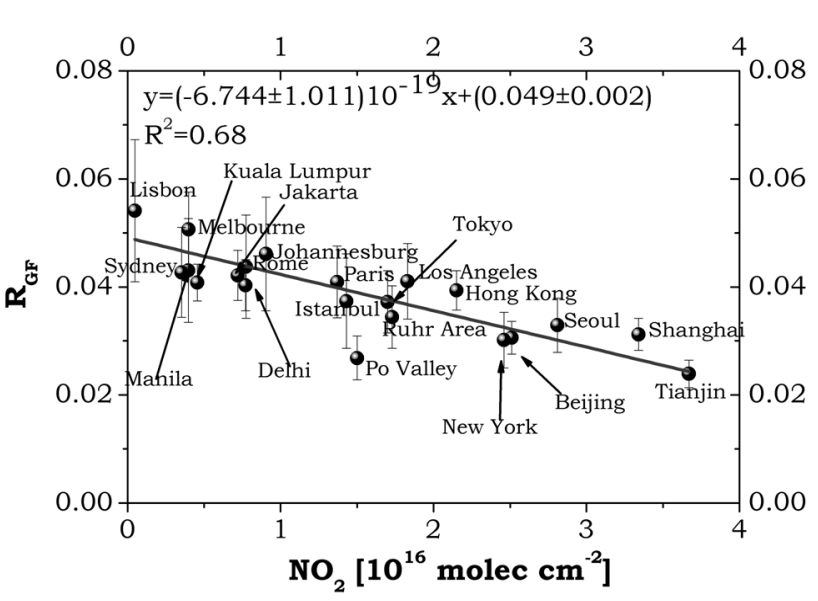 0 1 2 3 4
0.08 0.08
y=(-6.744±1.011)10⁻¹⁹x+(0.049±0.002)
R²=0.68
Kuala Lumpur
0.06 0.06
Lisbon Jakarta
Melbourne Tokyo
Johannesburg
Sydney Rome Paris Los Angeles
0.04 0.04
Hong Kong
Istanbul
Ruhr Area Seoul Shanghai
Manila Delhi Po Valley
Tianjin
Beijing
0.02 0.02
New York
0.00 0.00
0 1 2 3 4
R_GF
NO₂ [10¹⁶ molec cm⁻²]